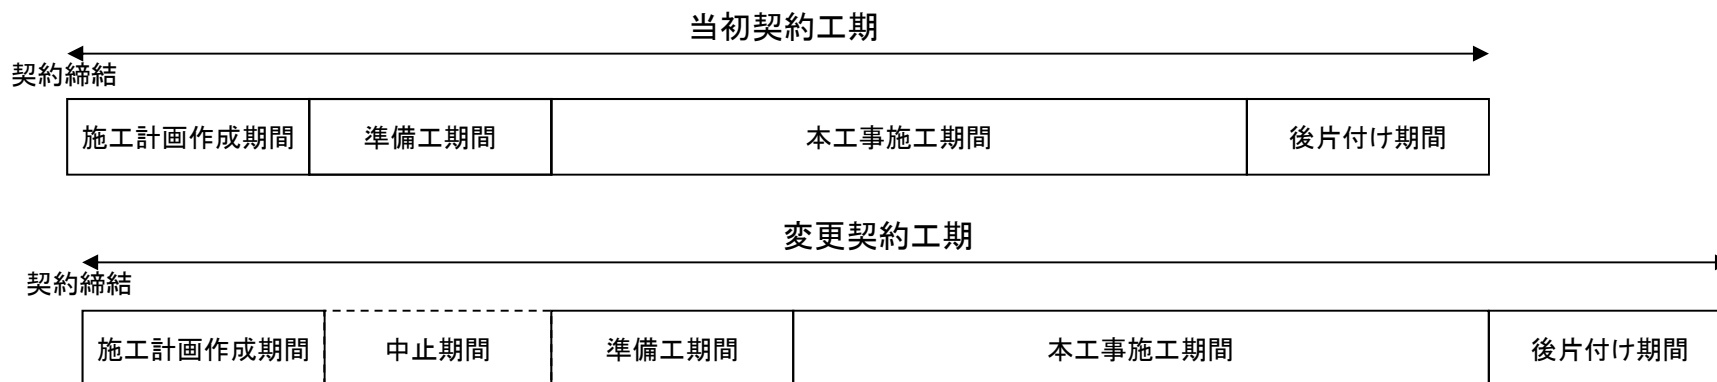 当初契約工期
契約締結
施工計画作成期間 準備工期間 本工事施工期間 後片付け期間
変更契約工期
契約締結
施工計画作成期間 中止期間 準備工期間 本工事施工期間 後片付け期間